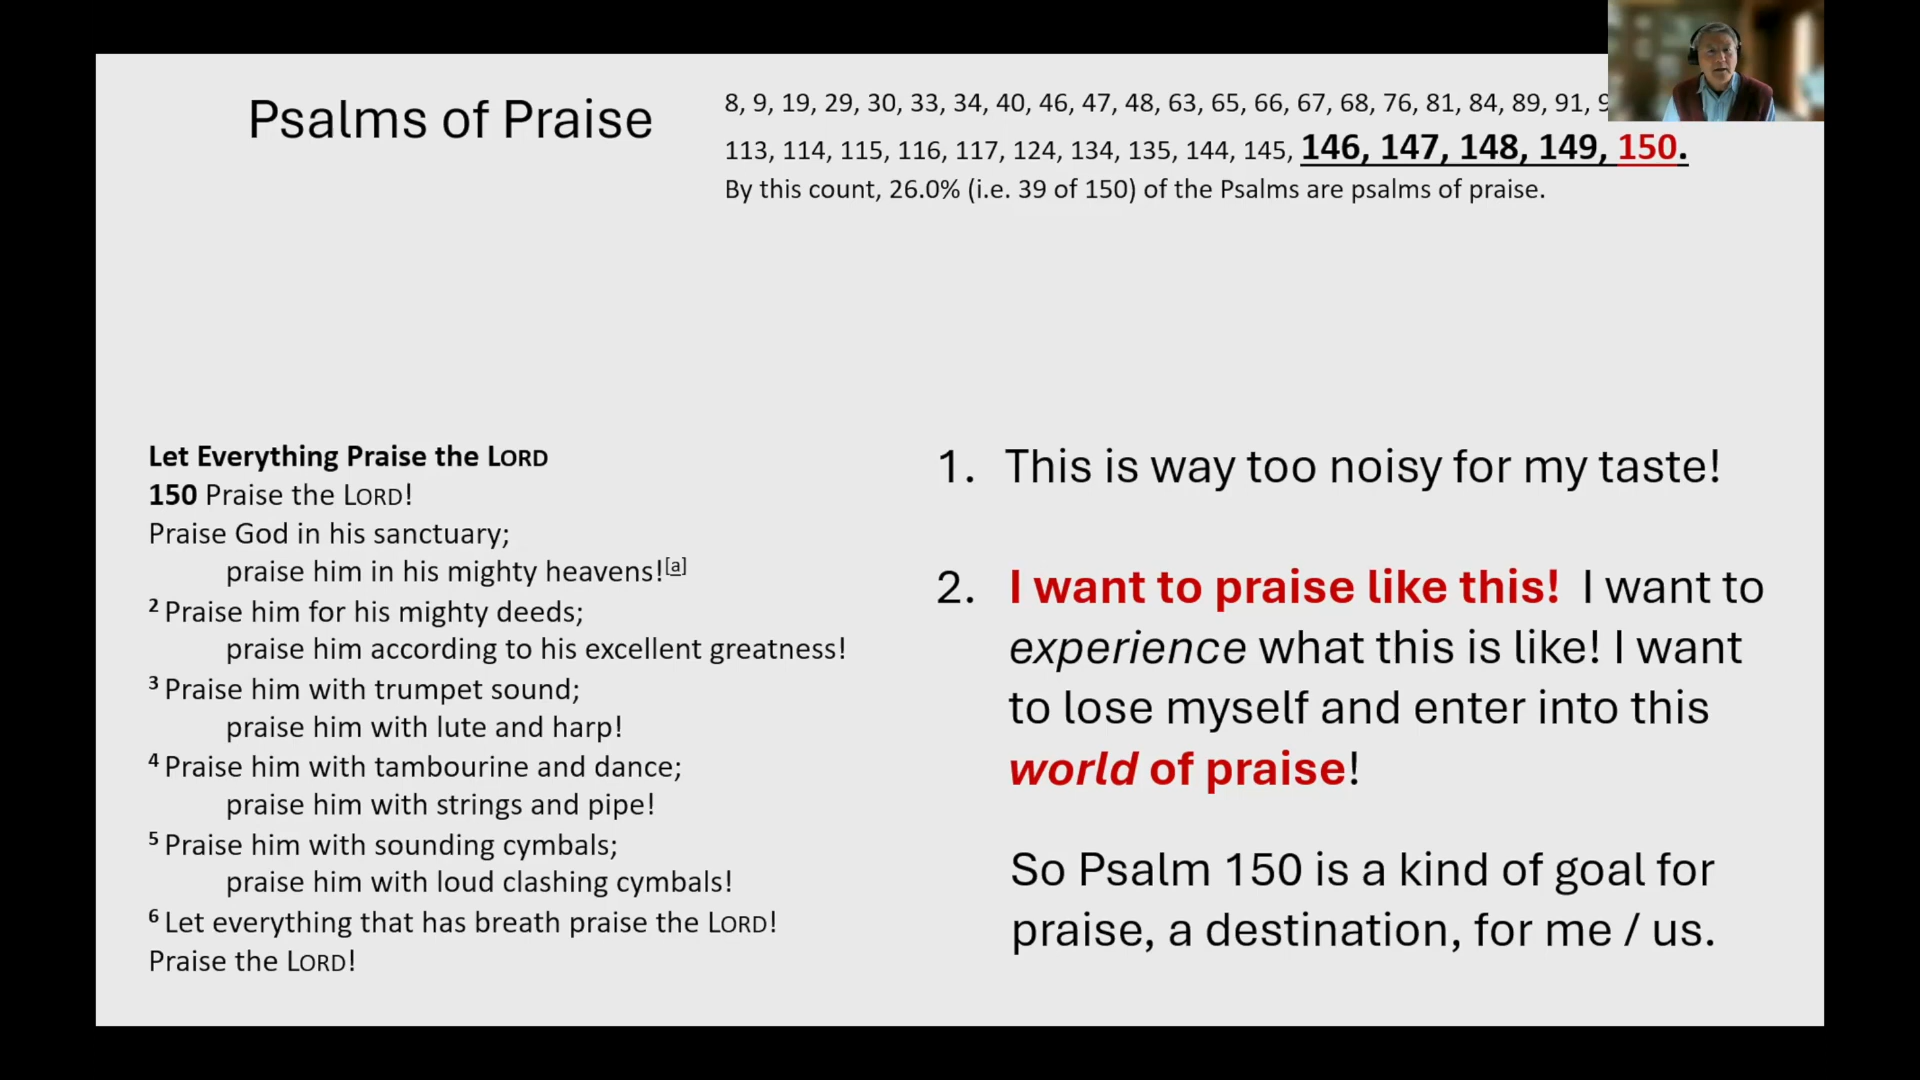 Psalms of Praise
8, 9, 19, 29, 30, 33, 34, 40, 46, 47, 48, 63, 65, 66, 67, 68, 76, 81, 84, 89, 91,
113, 114, 115, 116, 117, 124, 134, 135, 144, 145, 146, 147, 148, 149, 150.
By this count, 26.0% (i.e. 39 of 150) of the Psalms are psalms of praise.
Let Everything Praise the LORD
150 Praise the LORD!
Praise God in his sanctuary;
praise him in his mighty heavens![a]
2 Praise him for his mighty deeds;
praise him according to his excellent greatness!
3 Praise him with trumpet sound;
praise him with lute and harp!
4 Praise him with tambourine and dance;
praise him with strings and pipe!
5 Praise him with sounding cymbals;
praise him with loud clashing cymbals!
6 Let everything that has breath praise the LORD!
Praise the LORD!
1. This is way too noisy for my taste!
2. I want to praise like this! I want to
experience what this is like! I want
to lose myself and enter into this
world of praise!
So Psalm 150 is a kind of goal for
praise, a destination, for me / us.